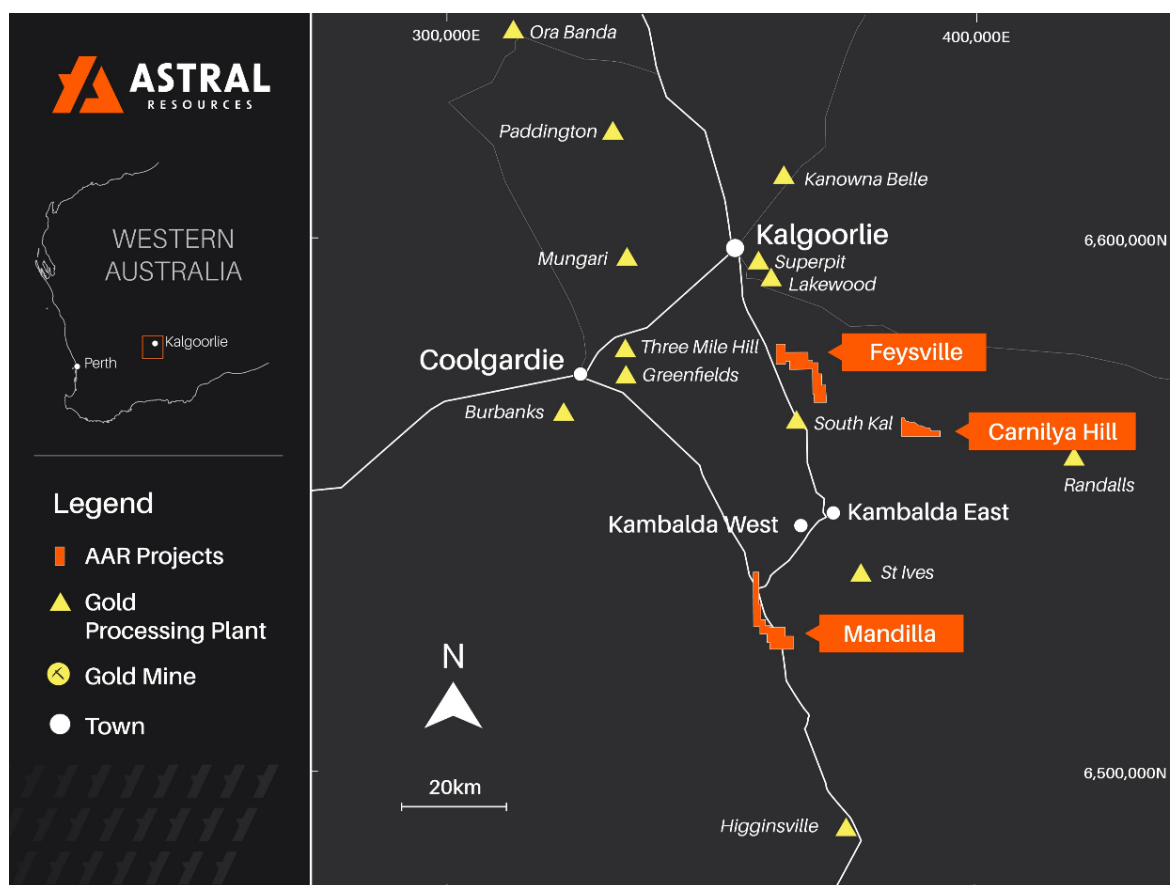 ASTRAL
RESOURCES
WESTERN
AUSTRALIA
Kalgoorlie
Perth
Legend
AAR Projects
Gold
Processing Plant
Gold Mine
Town
300,000E
400,000E
Ora Banda
Paddington
Kanowna Belle
Kalgoorlie
6,600,000N
Mungari
Superpit
Lakewood
Three Mile Hill
Feysville
Coolgardie
Greenfields
Burbanks
South Kal
Carnilya Hill
Randalls
Kambalda West
Kambalda East
St Ives
Mandilla
N
20km
6,500,000N
Higginsville